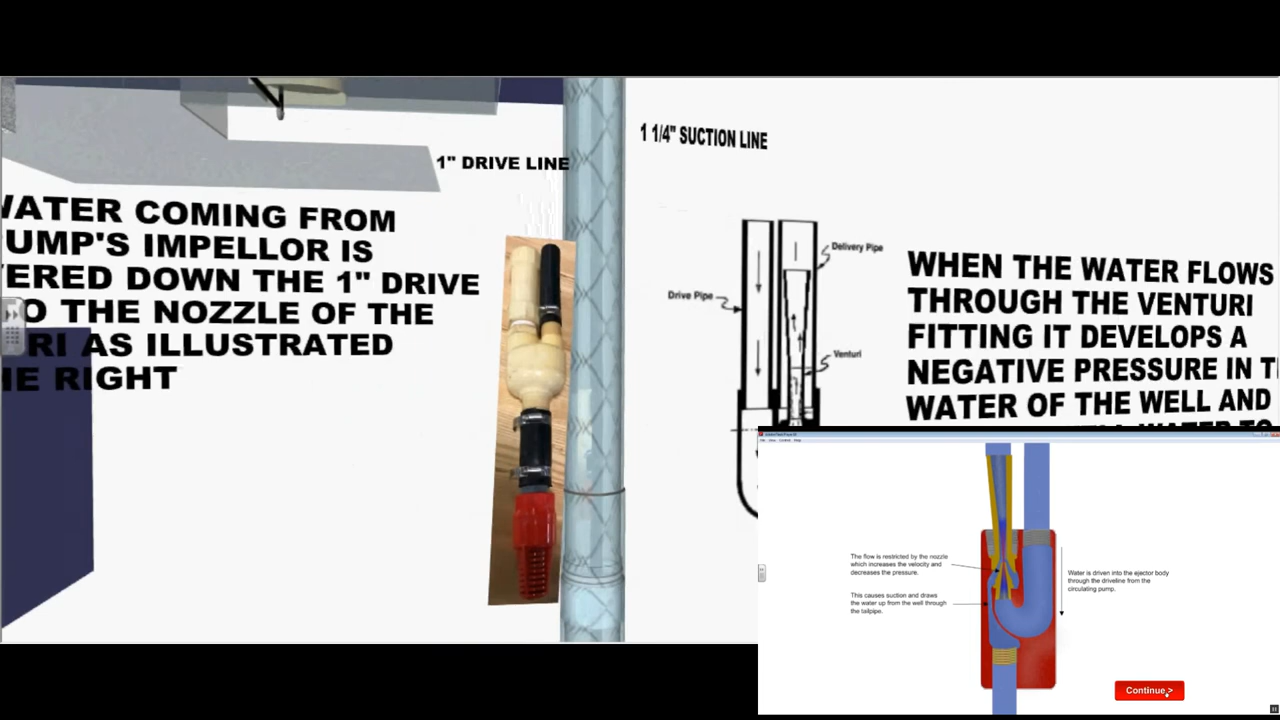 1" DRIVE LINE
1 1/4" SUCTION LINE
WATER COMING FROM
PUMP'S IMPELLOR IS
VERED DOWN THE 1" DRIVE
O THE NOZZLE OF THE
RI AS ILLUSTRATED
HE RIGHT
Delivery Pipe
Drive Pipe
Venturi
WHEN THE WATER FLOWS
THROUGH THE VENTURI
FITTING IT DEVELOPS A
NEGATIVE PRESSURE IN T
WATER OF THE WELL AND
The flow is restricted by the nozzle
which increases the velocity and
decreases the pressure.
This causes suction and draws
the water up from the well through
the tailpipe.
Water is driven into the ejector body
through the driveline from the
circulating pump.
Continue >